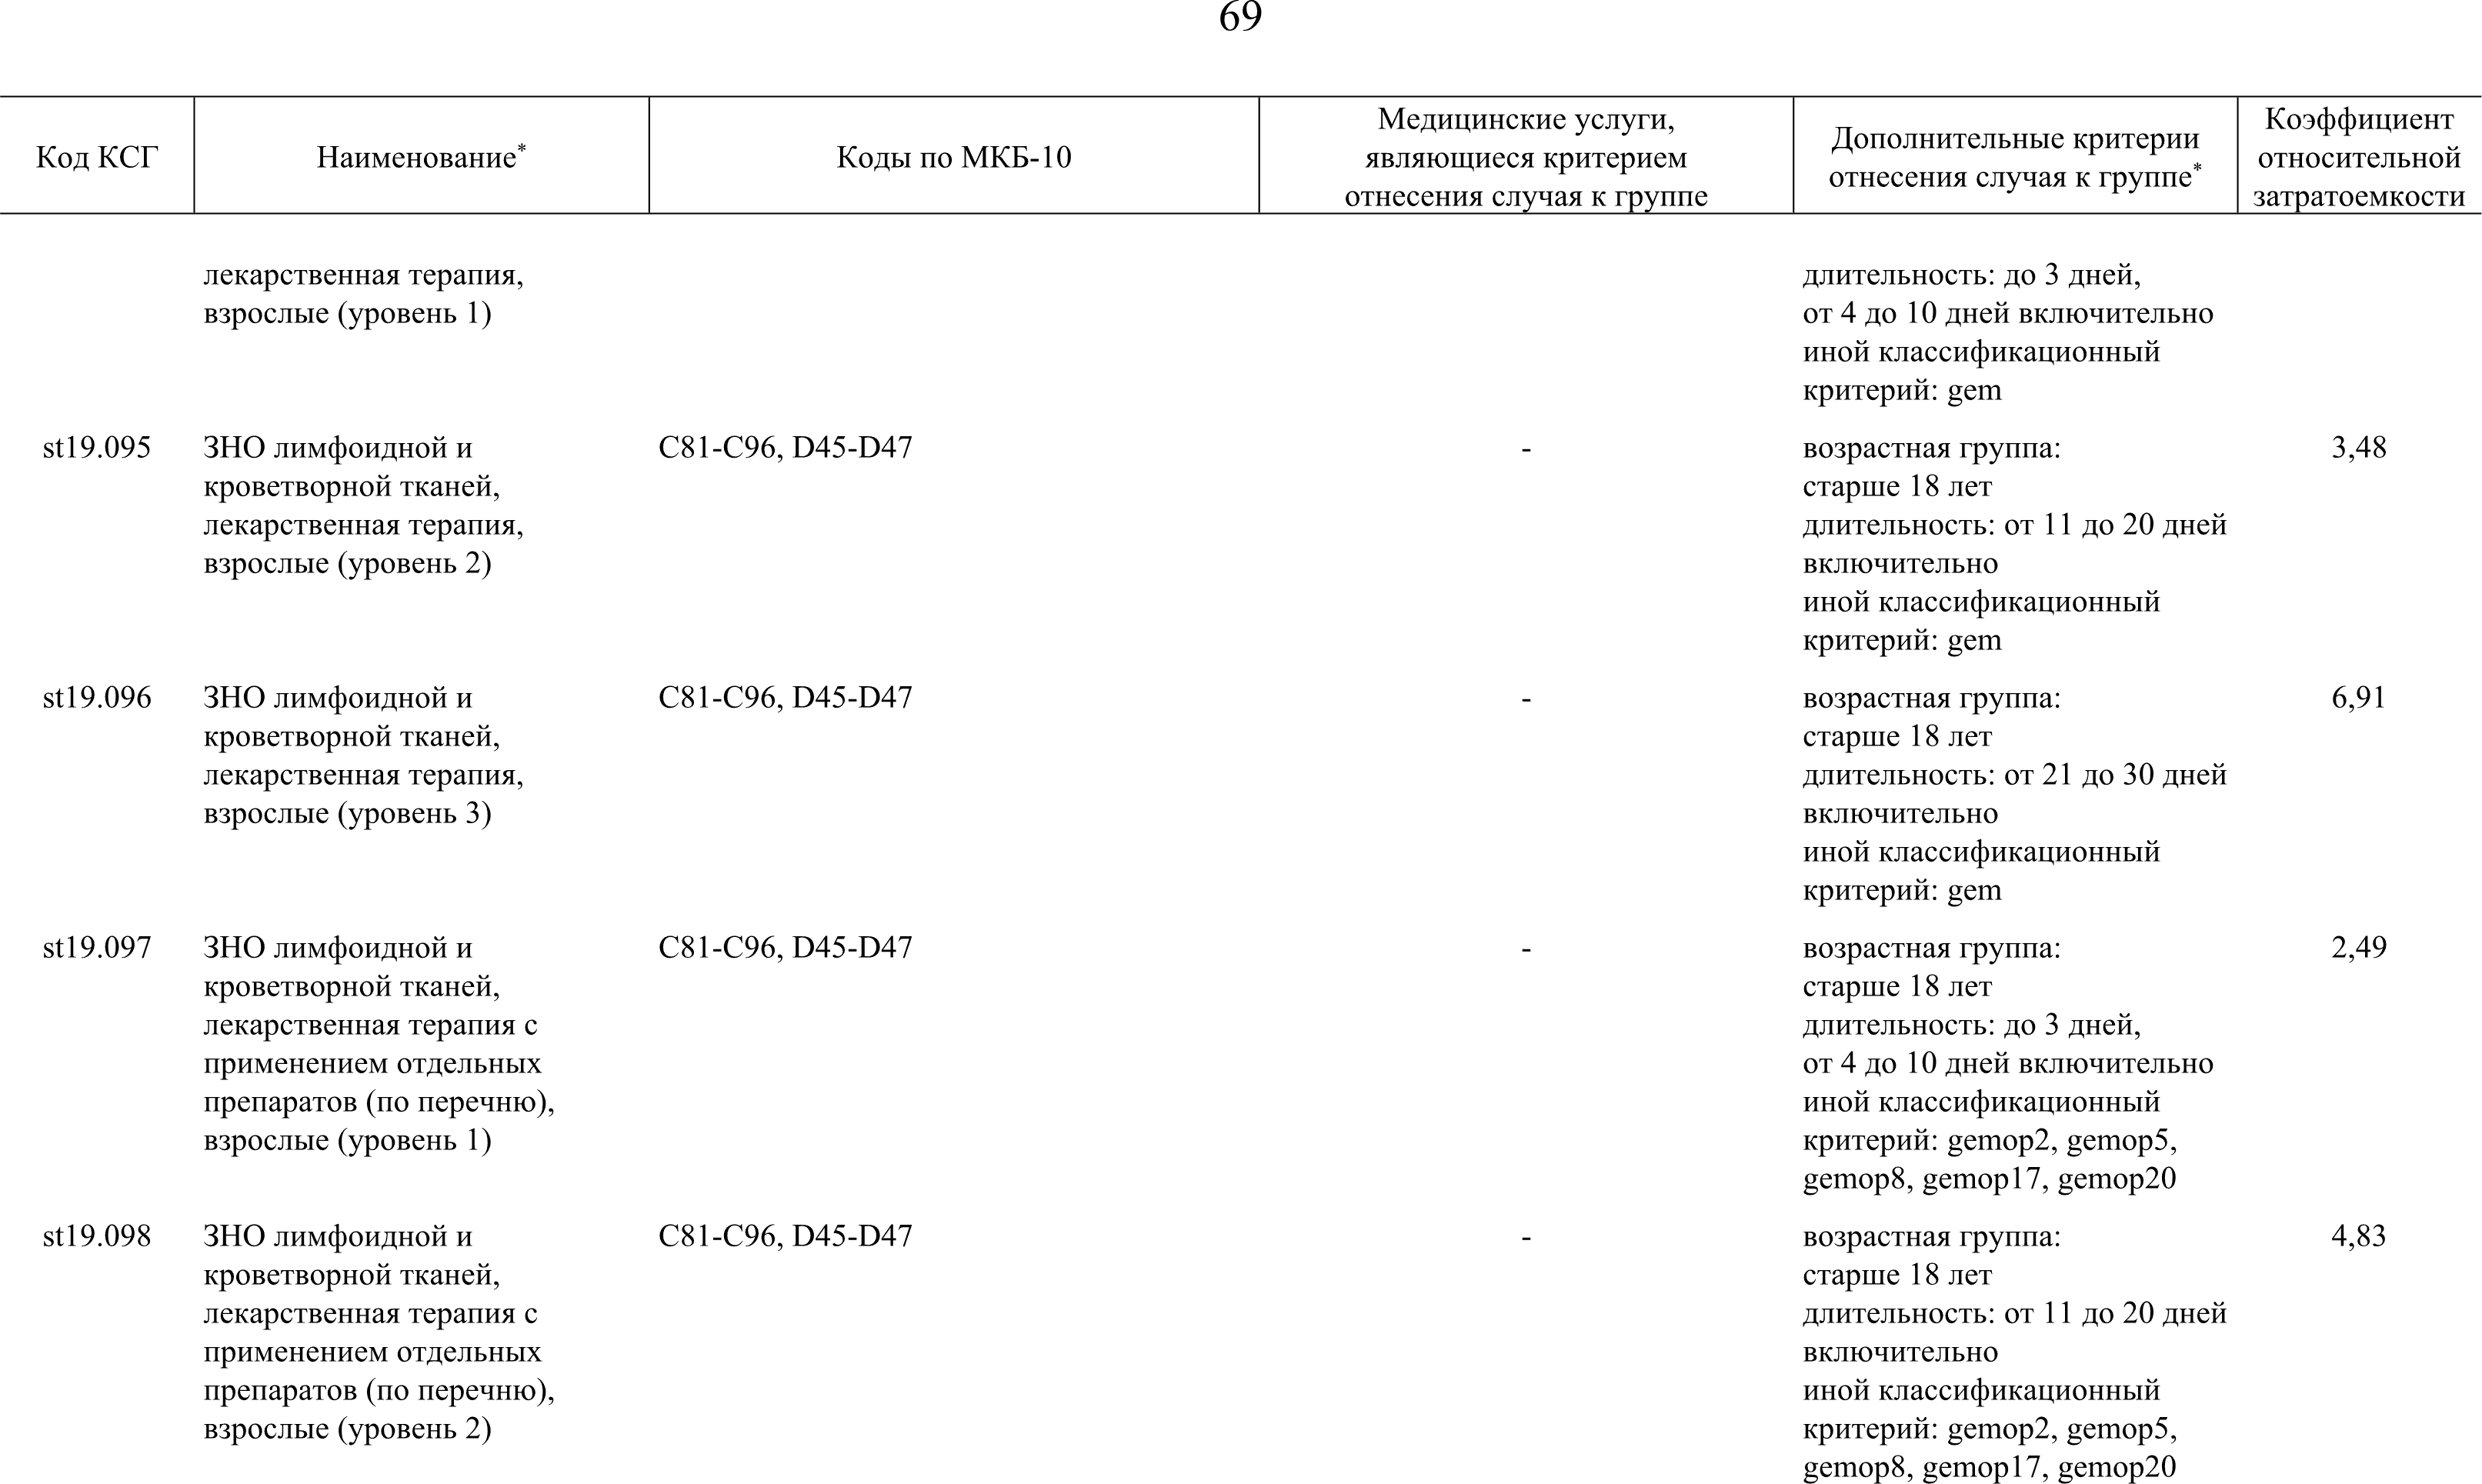 69
Код КСГ
Наименование*
Коды по МКБ-10
Медицинские услуги,
являющиеся критерием
отнесения случая к группе
Дополнительные критерии
отнесения случая к группе*
Коэффициент
относительной
затратоемкости
лекарственная терапия,
взрослые (уровень 1)
длительность: до 3 дней,
от 4 до 10 дней включительно
иной классификационный
критерий: gem
st19.095
ЗНО лимфоидной и
кроветворной тканей,
лекарственная терапия,
взрослые (уровень 2)
C81-C96, D45-D47
-
возрастная группа:
старше 18 лет
длительность: от 11 до 20 дней
включительно
иной классификационный
критерий: gem
3,48
st19.096
ЗНО лимфоидной и
кроветворной тканей,
лекарственная терапия,
взрослые (уровень 3)
C81-C96, D45-D47
-
возрастная группа:
старше 18 лет
длительность: от 21 до 30 дней
включительно
иной классификационный
критерий: gem
6,91
st19.097
ЗНО лимфоидной и
кроветворной тканей,
лекарственная терапия с
применением отдельных
препаратов (по перечню),
взрослые (уровень 1)
C81-C96, D45-D47
-
возрастная группа:
старше 18 лет
длительность: до 3 дней,
от 4 до 10 дней включительно
иной классификационный
критерий: gemop2, gemop5,
gemop8, gemop17, gemop20
2,49
st19.098
ЗНО лимфоидной и
кроветворной тканей,
лекарственная терапия с
применением отдельных
препаратов (по перечню),
взрослые (уровень 2)
C81-C96, D45-D47
-
возрастная группа:
старше 18 лет
длительность: от 11 до 20 дней
включительно
иной классификационный
критерий: gemop2, gemop5,
gemop8, gemop17, gemop20
4,83